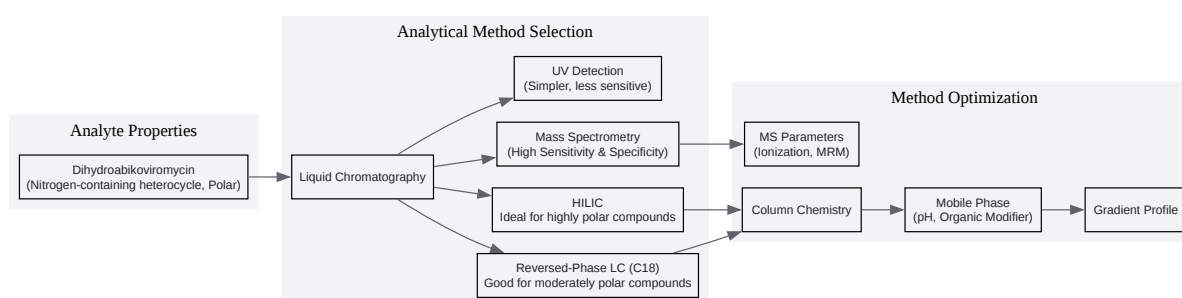 Analytical Method Selection
UV Detection
(Simpler, less sensitive)
Method Optimization
Analyte Properties
Mass Spectrometry
(High Sensitivity & Specificity)
MS Parameters
(Ionization, MRM)
Dihydroabikoviromycin
(Nitrogen-containing heterocycle, Polar)
Liquid Chromatography
HILIC
Ideal for highly polar compounds
Column Chemistry
Mobile Phase
(pH, Organic Modifier)
Gradient Profile
Reversed-Phase LC (C18)
Good for moderately polar compounds